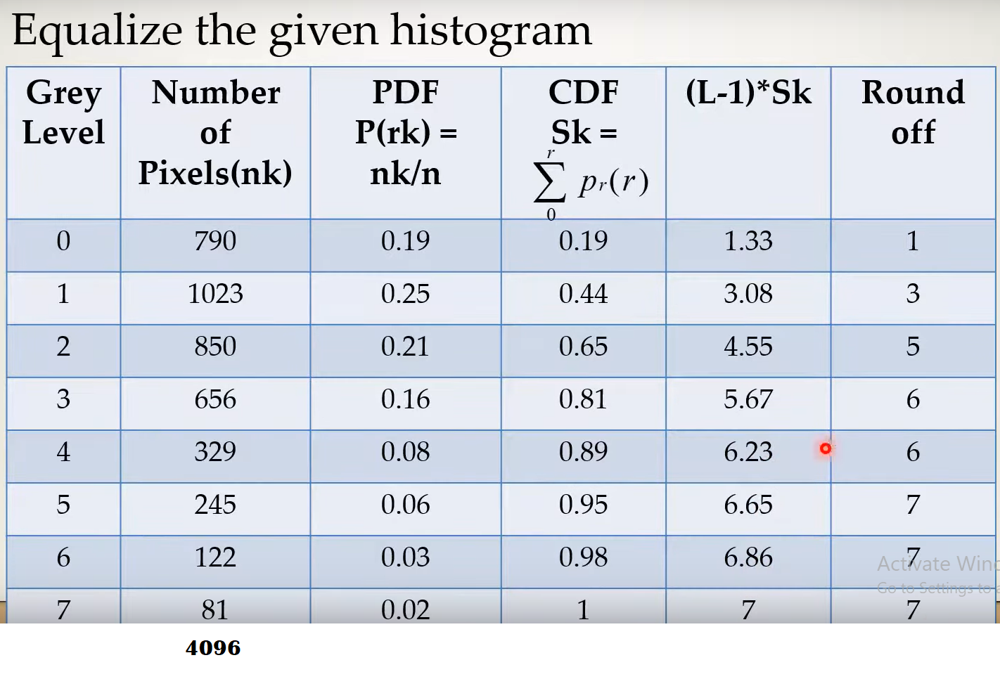 Equalize the given histogram
Grey Level | Number of Pixels(nk) | PDF P(rk) = nk/n | CDF Sk = r ∑ 0 pr(r) | (L-1)*Sk | Round off
0 | 790 | 0.19 | 0.19 | 1.33 | 1
1 | 1023 | 0.25 | 0.44 | 3.08 | 3
2 | 850 | 0.21 | 0.65 | 4.55 | 5
3 | 656 | 0.16 | 0.81 | 5.67 | 6
4 | 329 | 0.08 | 0.89 | 6.23 | 6
5 | 245 | 0.06 | 0.95 | 6.65 | 7
6 | 122 | 0.03 | 0.98 | 6.86 | 7
Activate
Go to Settings to
7 | 81 | 0.02 | 1 | 7 | 7
4096